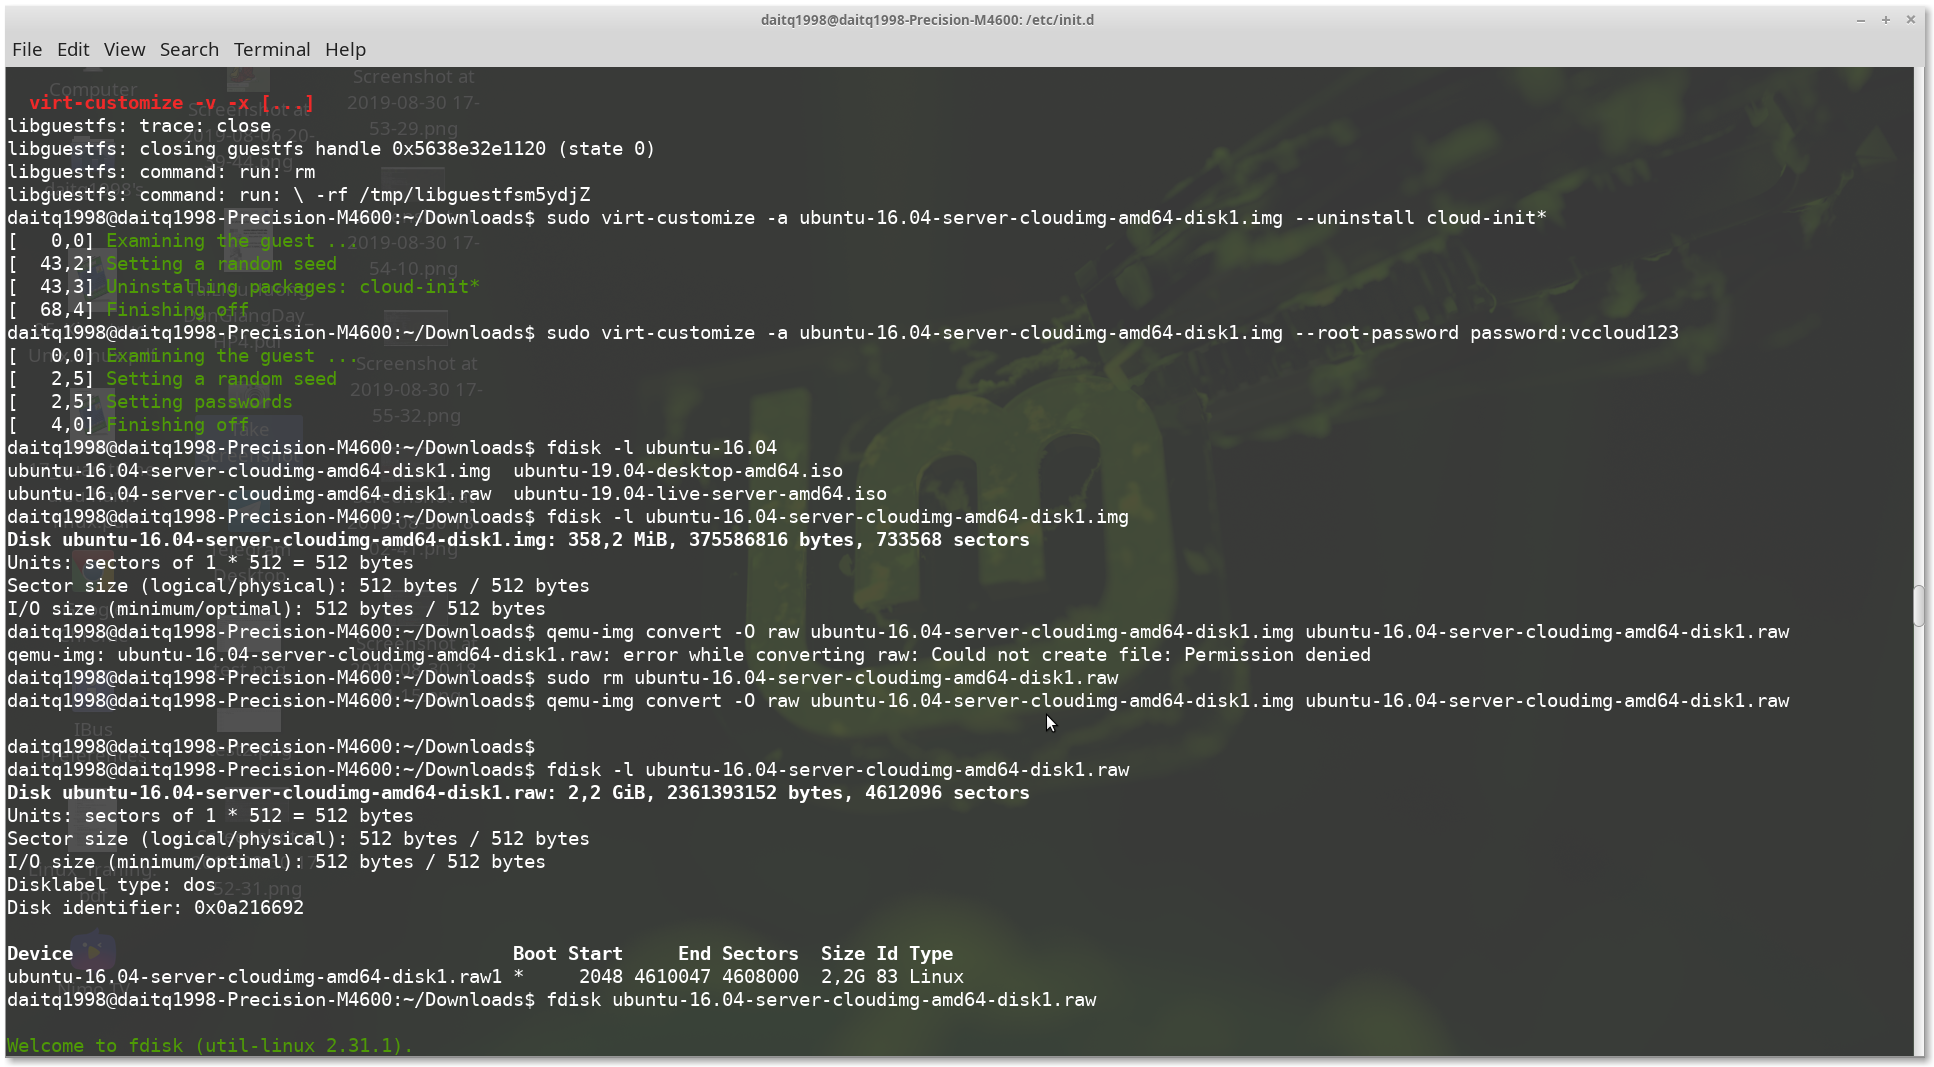 daitq1998@daitq1998-Precision-M4600: /etc/init.d
File Edit View Search Terminal Help
virt-customize -v -x [...]
libguestfs: trace: close
libguestfs: closing guestfs handle 0x5638e32e1120 (state 0)
libguestfs: command: run: rm
libguestfs: command: run: \ -rf /tmp/libguestfsm5ydjZ
daitq1998@daitq1998-Precision-M4600:~/Downloads$ sudo virt-customize -a ubuntu-16.04-server-cloudimg-amd64-disk1.img --uninstall cloud-init*
[   0,0] Examining the guest ...
[  43,2] Setting a random seed
[  43,3] Uninstalling packages: cloud-init*
[  68,4] Finishing off
daitq1998@daitq1998-Precision-M4600:~/Downloads$ sudo virt-customize -a ubuntu-16.04-server-cloudimg-amd64-disk1.img --root-password password:vccloud123
[   0,0] Examining the guest ...
[   2,5] Setting a random seed
[   2,5] Setting passwords
[   4,0] Finishing off
daitq1998@daitq1998-Precision-M4600:~/Downloads$ fdisk -l ubuntu-16.04
ubuntu-16.04-server-cloudimg-amd64-disk1.img  ubuntu-19.04-desktop-amd64.iso
ubuntu-16.04-server-cloudimg-amd64-disk1.raw  ubuntu-19.04-live-server-amd64.iso
daitq1998@daitq1998-Precision-M4600:~/Downloads$ fdisk -l ubuntu-16.04-server-cloudimg-amd64-disk1.img
Disk ubuntu-16.04-server-cloudimg-amd64-disk1.img: 358,2 MiB, 375586816 bytes, 733568 sectors
Units: sectors of 1 * 512 = 512 bytes
Sector size (logical/physical): 512 bytes / 512 bytes
I/O size (minimum/optimal): 512 bytes / 512 bytes
daitq1998@daitq1998-Precision-M4600:~/Downloads$ qemu-img convert -O raw ubuntu-16.04-server-cloudimg-amd64-disk1.img ubuntu-16.04-server-cloudimg-amd64-disk1.raw
qemu-img: ubuntu-16.04-server-cloudimg-amd64-disk1.raw: error while converting raw: Could not create file: Permission denied
daitq1998@daitq1998-Precision-M4600:~/Downloads$ sudo rm ubuntu-16.04-server-cloudimg-amd64-disk1.raw
daitq1998@daitq1998-Precision-M4600:~/Downloads$ qemu-img convert -O raw ubuntu-16.04-server-cloudimg-amd64-disk1.img ubuntu-16.04-server-cloudimg-amd64-disk1.raw
daitq1998@daitq1998-Precision-M4600:~/Downloads$
daitq1998@daitq1998-Precision-M4600:~/Downloads$ fdisk -l ubuntu-16.04-server-cloudimg-amd64-disk1.raw
Disk ubuntu-16.04-server-cloudimg-amd64-disk1.raw: 2,2 GiB, 2361393152 bytes, 4612096 sectors
Units: sectors of 1 * 512 = 512 bytes
Sector size (logical/physical): 512 bytes / 512 bytes
I/O size (minimum/optimal): 512 bytes / 512 bytes
Disklabel type: dos
Disk identifier: 0x0a216692
Device                                        Boot Start     End Sectors  Size Id Type
ubuntu-16.04-server-cloudimg-amd64-disk1.raw1 *     2048 4610047 4608000  2,2G 83 Linux
daitq1998@daitq1998-Precision-M4600:~/Downloads$ fdisk ubuntu-16.04-server-cloudimg-amd64-disk1.raw
Welcome to fdisk (util-linux 2.31.1).